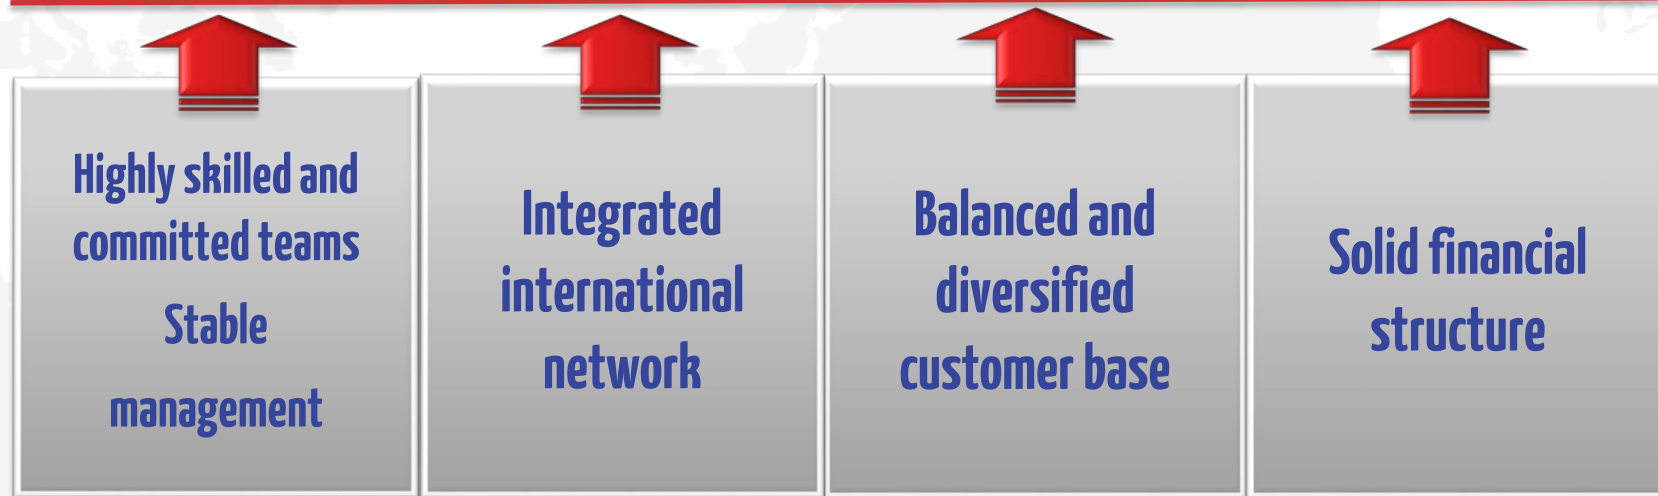 Highly skilled and
committed teams
Stable
management
Integrated
international
network
Balanced and
diversified
customer base
Solid financial
structure